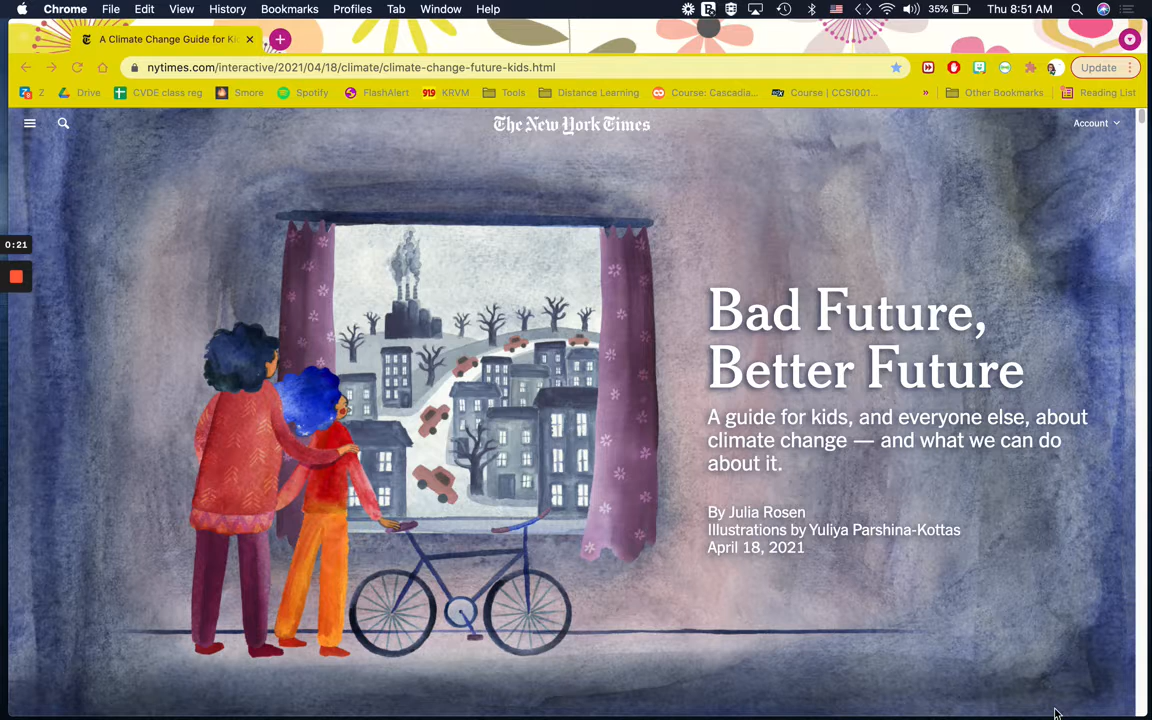 Chrome File Edit View History Bookmarks Profiles Tab Window Help 35% Thu 8:51 AM
A Climate Change Guide for Ki
nytimes.com/interactive/2021/04/18/climate/climate-change-future-kids.html Update
Z Drive CVDE class reg Smore Spotify FlashAlert 919 KRVM Tools Distance Learning Course: Cascadia... Course | CCSI001... » Other Bookmarks Reading List
The New York Times Account
0:21
Bad Future,
Better Future
A guide for kids, and everyone else, about
climate change — and what we can do
about it.
By Julia Rosen
Illustrations by Yuliya Parshina-Kottas
April 18, 2021